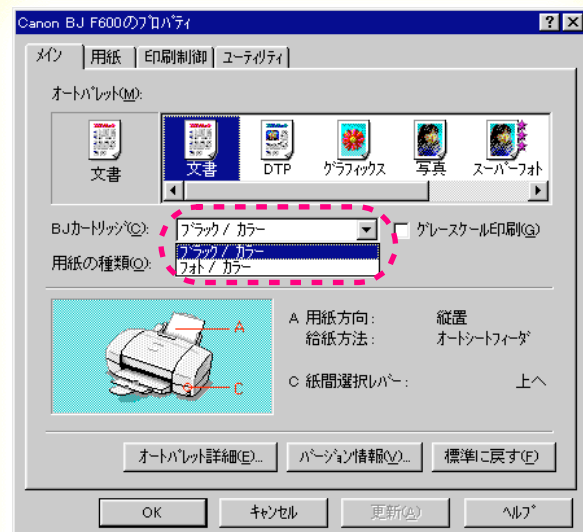 Canon BJ F600のﾌﾟﾛﾊﾟﾃｨ
ﾒｲﾝ 用紙 印刷制御 ﾕｰﾃｨﾘﾃｨ
ｵｰﾄﾊﾟﾚｯﾄ(M):
文書 文書 DTP ｸﾞﾗﾌｨｯｸｽ 写真 ｽｰﾊﾟｰﾌｫﾄ
BJｶｰﾄﾘｯｼﾞ(C): ﾌﾞﾗｯｸ / ｶﾗｰ ｸﾞﾚｰｽｹｰﾙ印刷(G)
ﾌﾞﾗｯｸ / ｶﾗｰ
用紙の種類(O): ﾌｫﾄ / ｶﾗｰ
A 用紙方向: 縦置
給紙方法: ｵｰﾄｼｰﾄﾌｨｰﾀﾞ
A
C 紙間選択ﾚﾊﾞｰ: 上へ
C
ｵｰﾄﾊﾟﾚｯﾄ詳細(E)... ﾊﾞｰｼﾞｮﾝ情報(V)... 標準に戻す(F)
OK ｷｬﾝｾﾙ 更新(A) ﾍﾙﾌﾟ